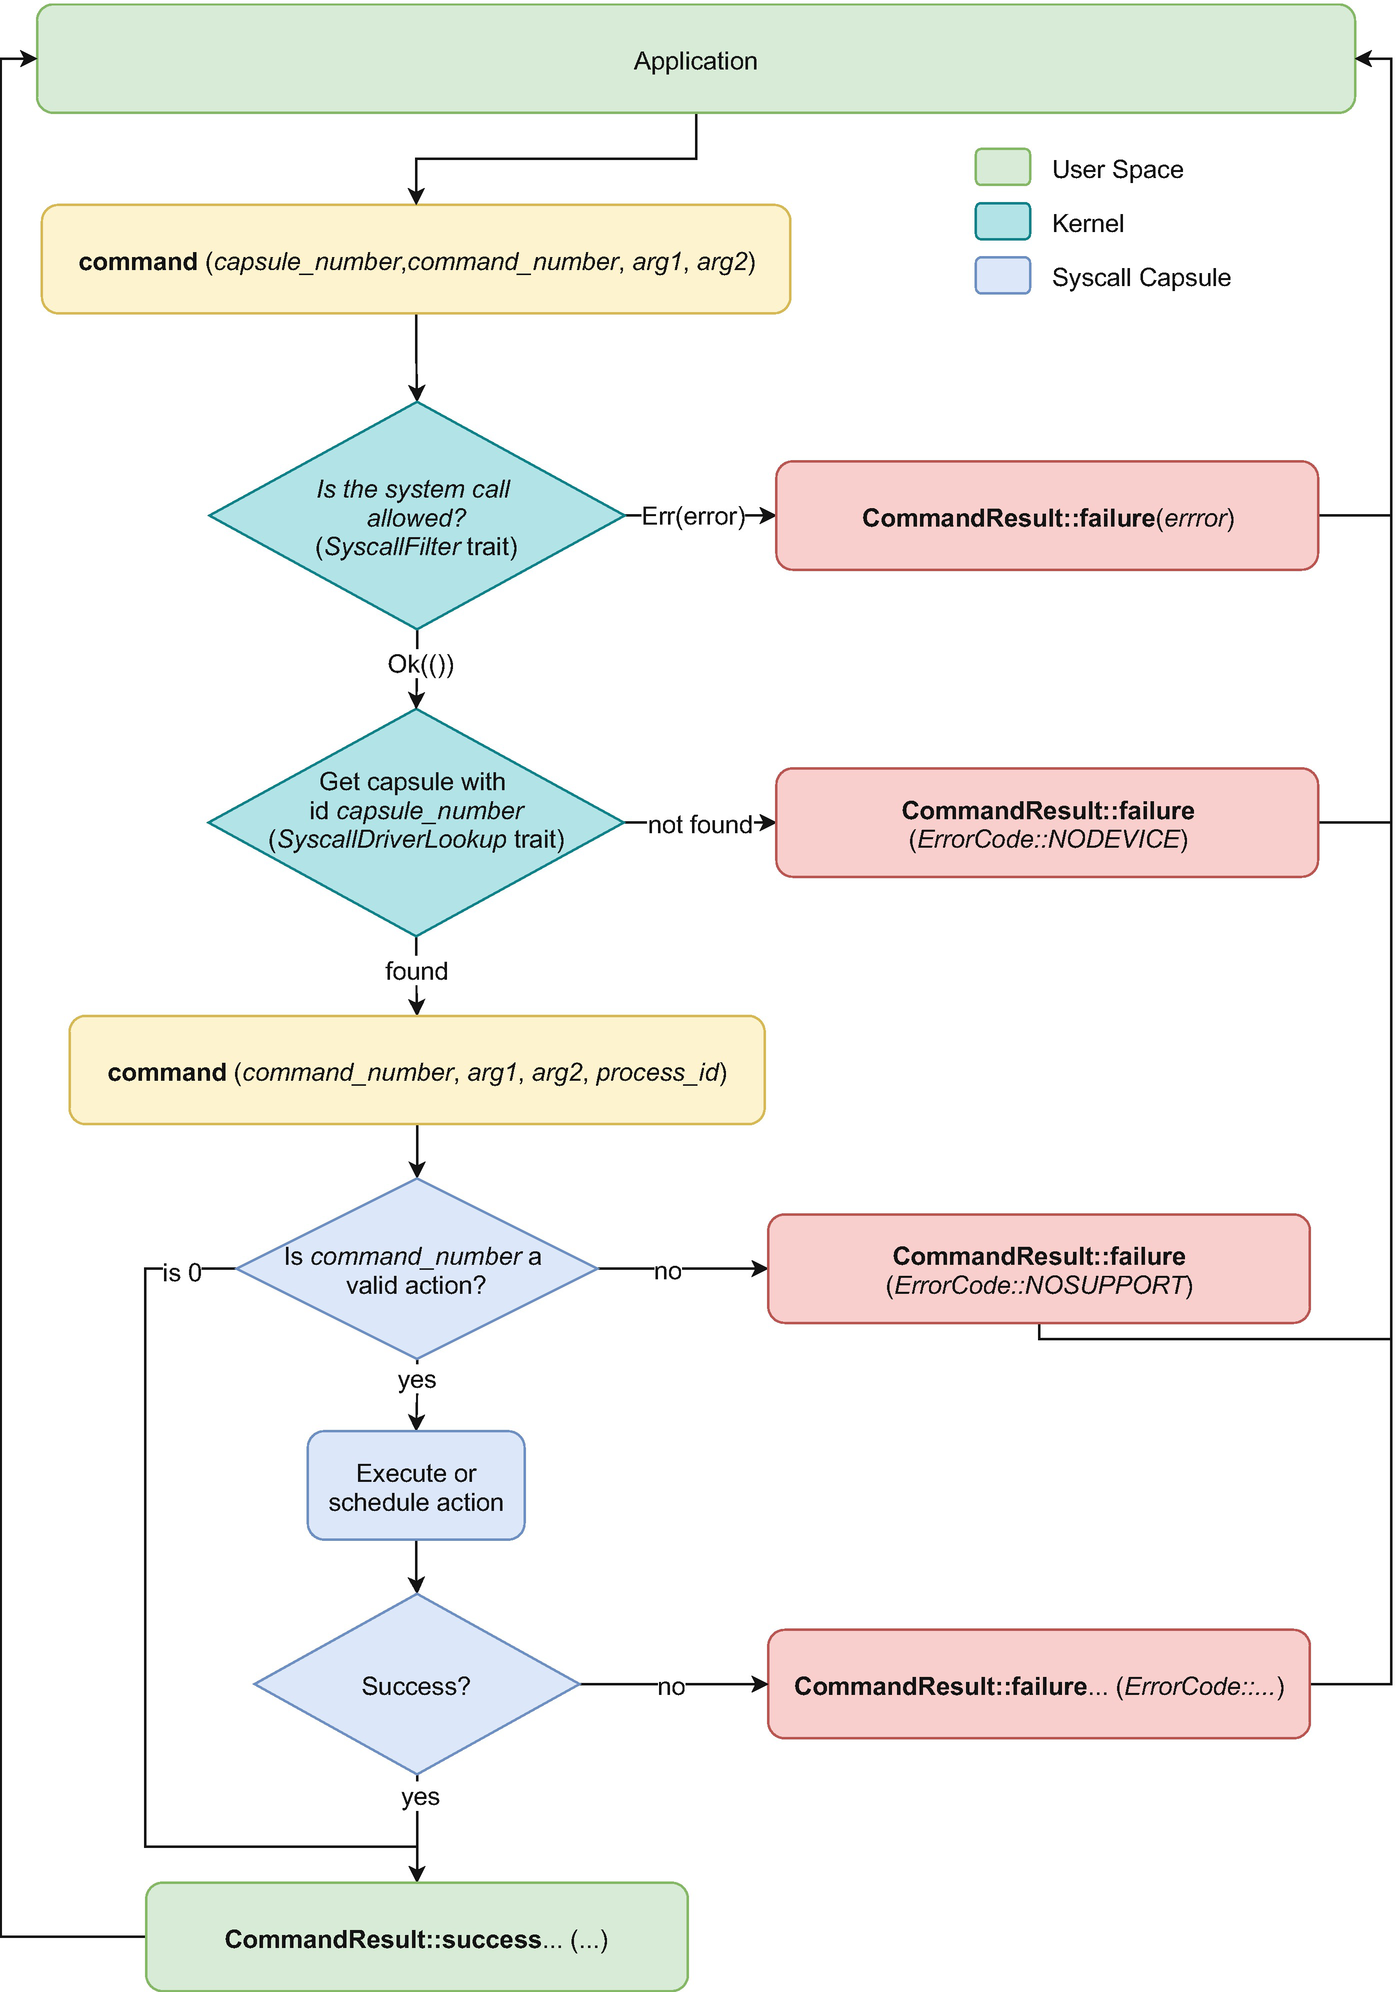 Application
User Space
Kernel
Syscall Capsule
command (capsule_number,command_number, arg1, arg2)
Is the system call
allowed?
(SyscallFilter trait)
Err(error)
CommandResult::failure(errror)
Ok(())
Get capsule with
id capsule_number
(SyscallDriverLookup trait)
not found
CommandResult::failure
(ErrorCode::NODEVICE)
found
command (command_number, arg1, arg2, process_id)
Is command_number a
valid action?
is 0
no
CommandResult::failure
(ErrorCode::NOSUPPORT)
yes
Execute or
schedule action
Success?
no
CommandResult::failure... (ErrorCode::...)
yes
CommandResult::success... (...)